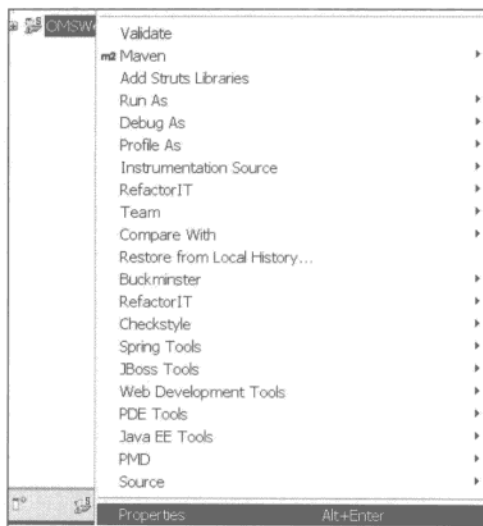 OMSW
Validate
m2 Maven
Add Struts Libraries
Run As
Debug As
Profile As
Instrumentation Source
RefactorIT
Team
Compare With
Restore from Local History...
Buckminster
RefactorIT
Checkstyle
Spring Tools
JBoss Tools
Web Development Tools
PDE Tools
Java EE Tools
PMD
Source
Properties Alt+Enter